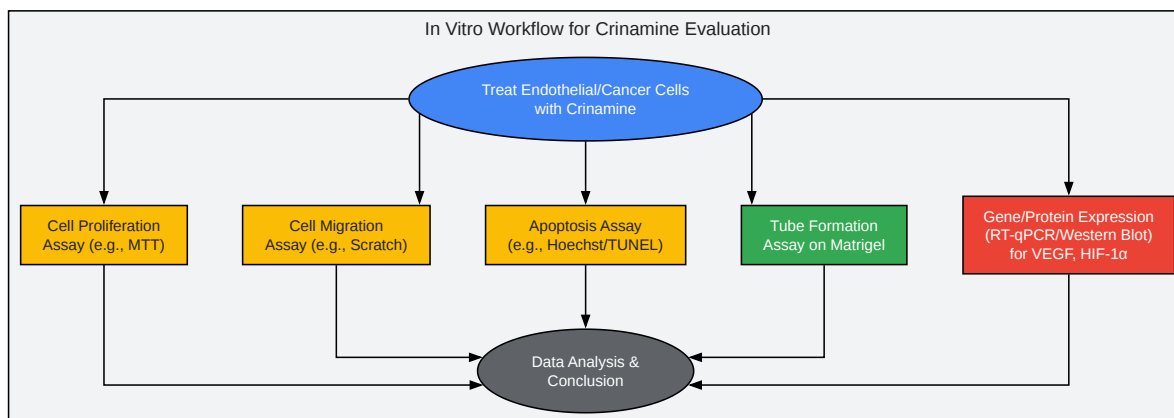 In Vitro Workflow for Crinamine Evaluation
Treat Endothelial/Cancer Cells
with Crinamine
Cell Proliferation
Assay (e.g., MTT)
Cell Migration
Assay (e.g., Scratch)
Apoptosis Assay
(e.g., Hoechst/TUNEL)
Tube Formation
Assay on Matrigel
Gene/Protein Expression
(RT-qPCR/Western Blot)
for VEGF, HIF-1α
Data Analysis &
Conclusion